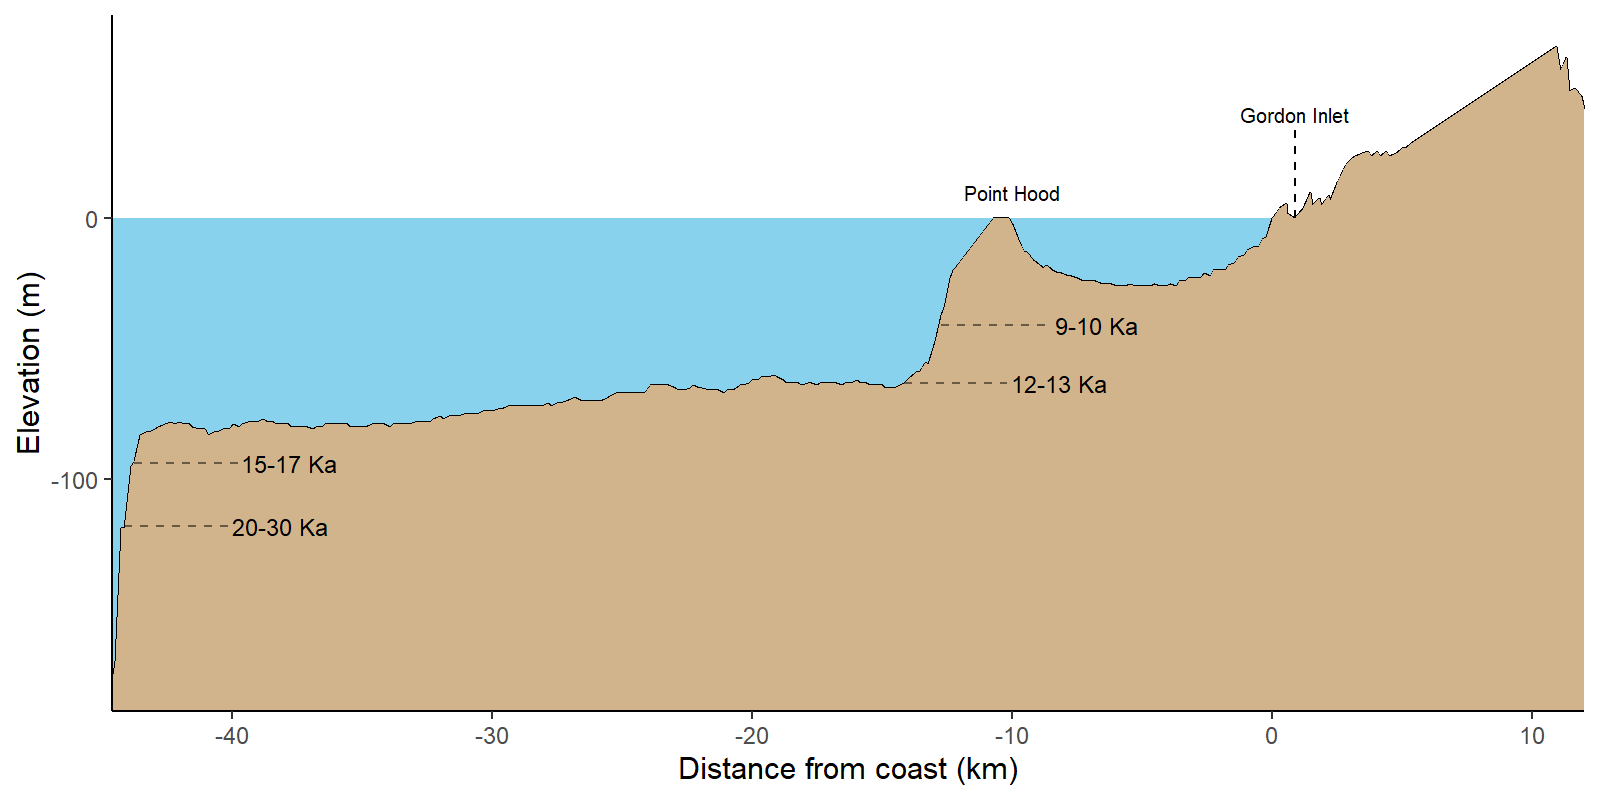 Gordon Inlet
Point Hood
0
9-10 Ka
12-13 Ka
15-17 Ka
-100
20-30 Ka
Elevation (m)
-40
-30
-20
-10
0
10
Distance from coast (km)